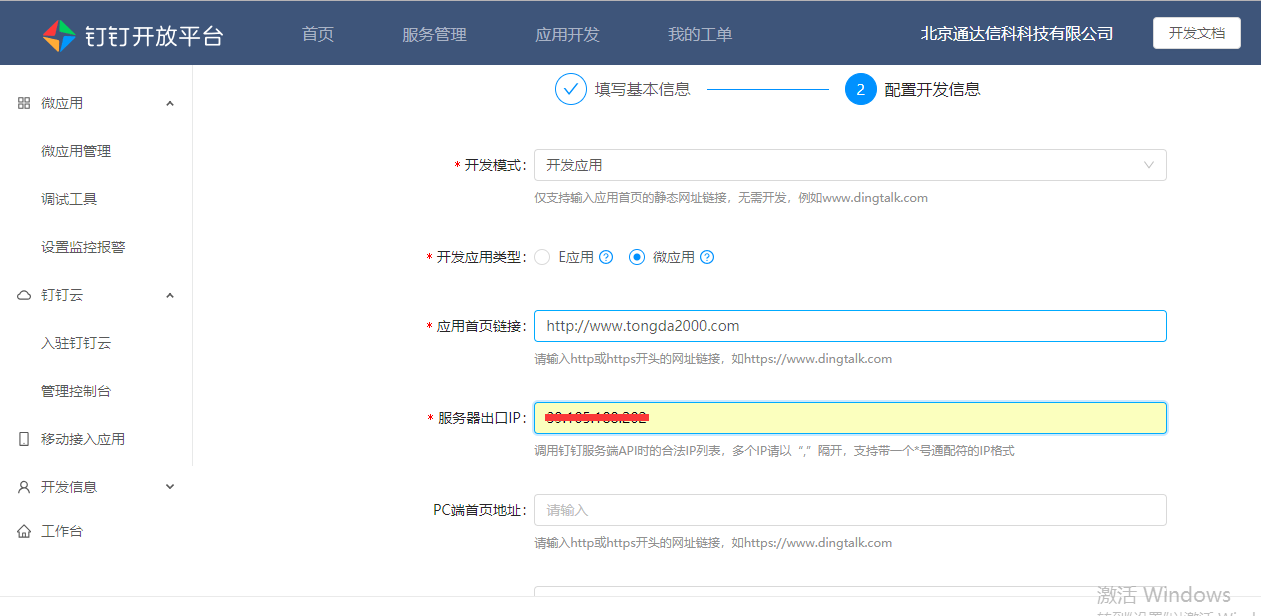 钉钉开放平台 首页 服务管理 应用开发 我的工单 北京通达信科科技有限公司 开发文档
微应用
微应用管理
调试工具
设置监控报警
钉钉云
入驻钉钉云
管理控制台
移动接入应用
开发信息
工作台
填写基本信息 2 配置开发信息
* 开发模式: 开发应用
仅支持输入应用首页的静态网址链接，无需开发，例如www.dingtalk.com
* 开发应用类型: E应用 ? 微应用 ?
* 应用首页链接: http://www.tongda2000.com
请输入http或https开头的网址链接，如https://www.dingtalk.com
* 服务器出口IP:
调用钉钉服务端API时的合法IP列表，多个IP请以“,”隔开，支持带一个*号通配符的IP格式
PC端首页地址: 请输入
请输入http或https开头的网址链接，如https://www.dingtalk.com
激活 Windows